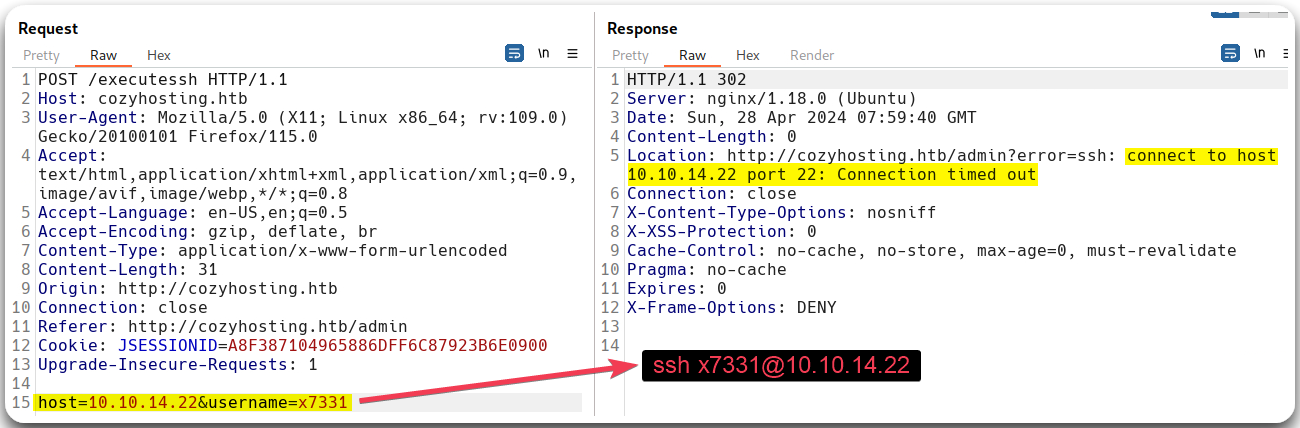 Request
Pretty Raw Hex \n
1 POST /executessh HTTP/1.1
2 Host: cozyhosting.htb
3 User-Agent: Mozilla/5.0 (X11; Linux x86_64; rv:109.0)
Gecko/20100101 Firefox/115.0
4 Accept:
text/html,application/xhtml+xml,application/xml;q=0.9,
image/avif,image/webp,*/*;q=0.8
5 Accept-Language: en-US,en;q=0.5
6 Accept-Encoding: gzip, deflate, br
7 Content-Type: application/x-www-form-urlencoded
8 Content-Length: 31
9 Origin: http://cozyhosting.htb
10 Connection: close
11 Referer: http://cozyhosting.htb/admin
12 Cookie: JSESSIONID=A8F387104965886DFF6C87923B6E0900
13 Upgrade-Insecure-Requests: 1
14
15 host=10.10.14.22&username=x7331
Response
Pretty Raw Hex Render \n
1 HTTP/1.1 302
2 Server: nginx/1.18.0 (Ubuntu)
3 Date: Sun, 28 Apr 2024 07:59:40 GMT
4 Content-Length: 0
5 Location: http://cozyhosting.htb/admin?error=ssh: connect to host
10.10.14.22 port 22: Connection timed out
6 Connection: close
7 X-Content-Type-Options: nosniff
8 X-XSS-Protection: 0
9 Cache-Control: no-cache, no-store, max-age=0, must-revalidate
10 Pragma: no-cache
11 Expires: 0
12 X-Frame-Options: DENY
13
14
ssh x7331@10.10.14.22